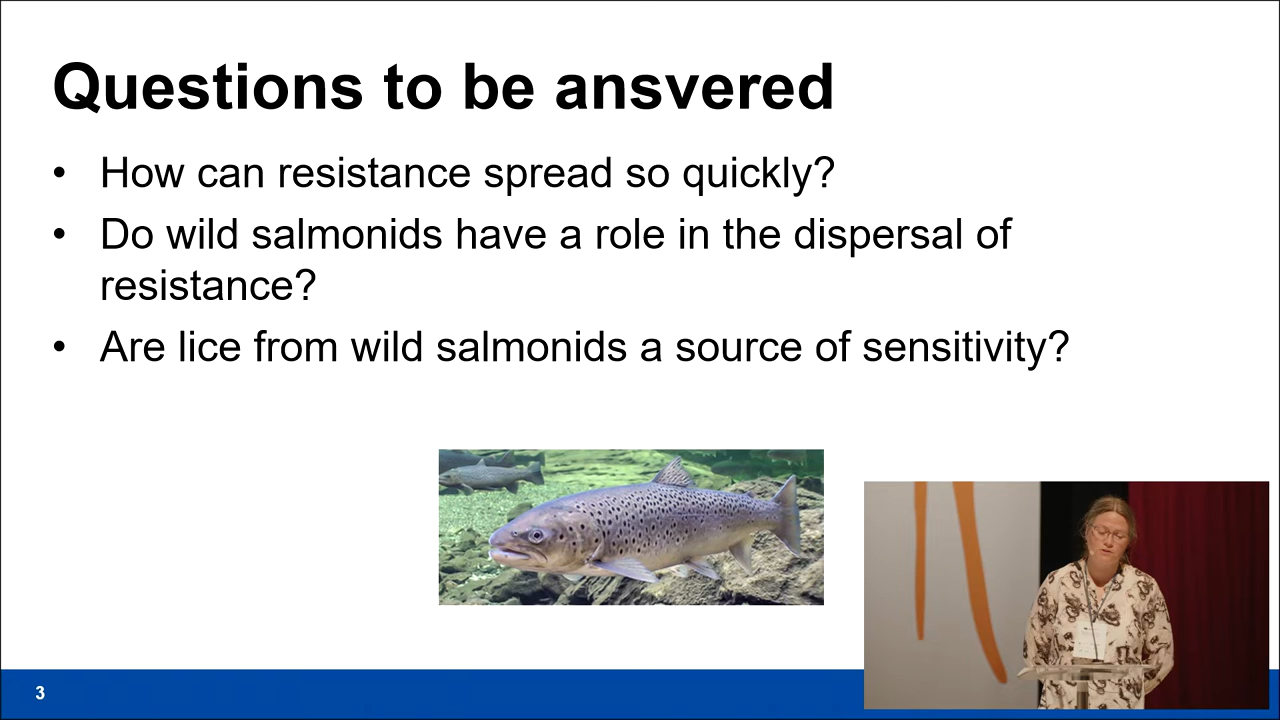 Questions to be ansvered
• How can resistance spread so quickly?
• Do wild salmonids have a role in the dispersal of
resistance?
• Are lice from wild salmonids a source of sensitivity?
3